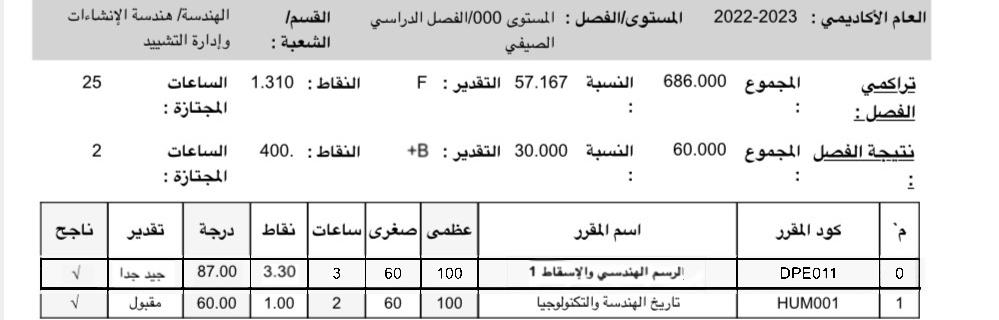 العام الأكاديمي : 2022-2023 المستوى/الفصل : المستوى 000/الفصل الدراسي الصيفي القسم/الشعبة : الهندسة/ هندسة الإنشاءات وإدارة التشييد
تراكمي الفصل : المجموع : 686.000 النسبة : 57.167 التقدير : F النقاط : 1.310 الساعات المجتازة : 25
نتيجة الفصل : المجموع : 60.000 النسبة : 30.000 التقدير : B+ النقاط : .400 الساعات المجتازة : 2
م َ كود المقرر اسم المقرر عظمى صغرى ساعات نقاط درجة تقدير ناجح
0 DPE011 الرسم الهندسي والإسقاط 1 100 60 3 3.30 87.00 جيد جدا √
1 HUM001 تاريخ الهندسة والتكنولوجيا 100 60 2 1.00 60.00 مقبول √